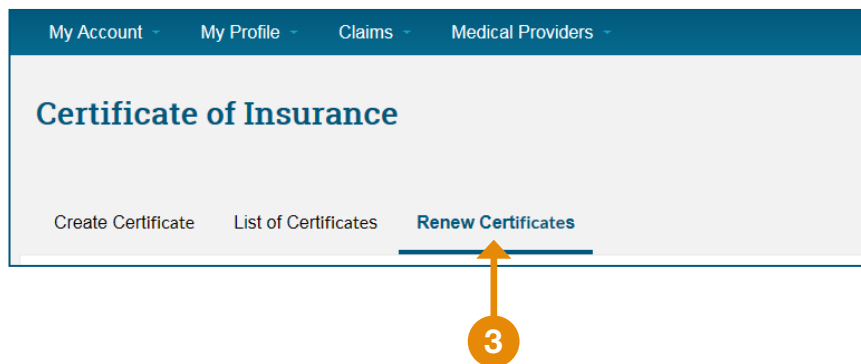 My Account My Profile Claims Medical Providers
Certificate of Insurance
Create Certificate List of Certificates Renew Certificates
3